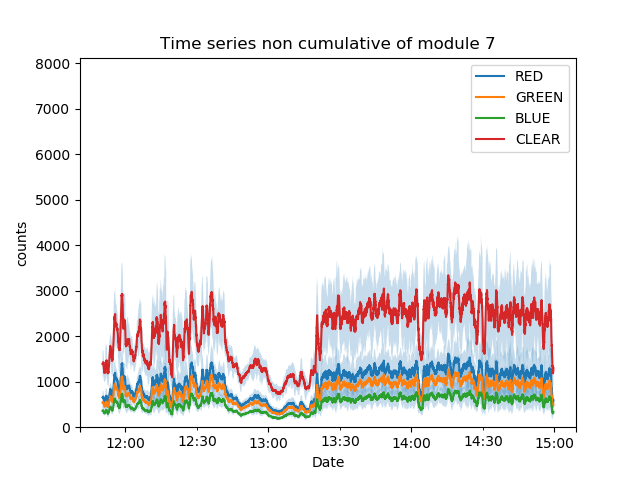 Time series non cumulative of module 7
8000
7000
6000
5000
4000
3000
2000
1000
0
counts
RED
GREEN
BLUE
CLEAR
12:00
12:30
13:00
13:30
14:00
14:30
15:00
Date